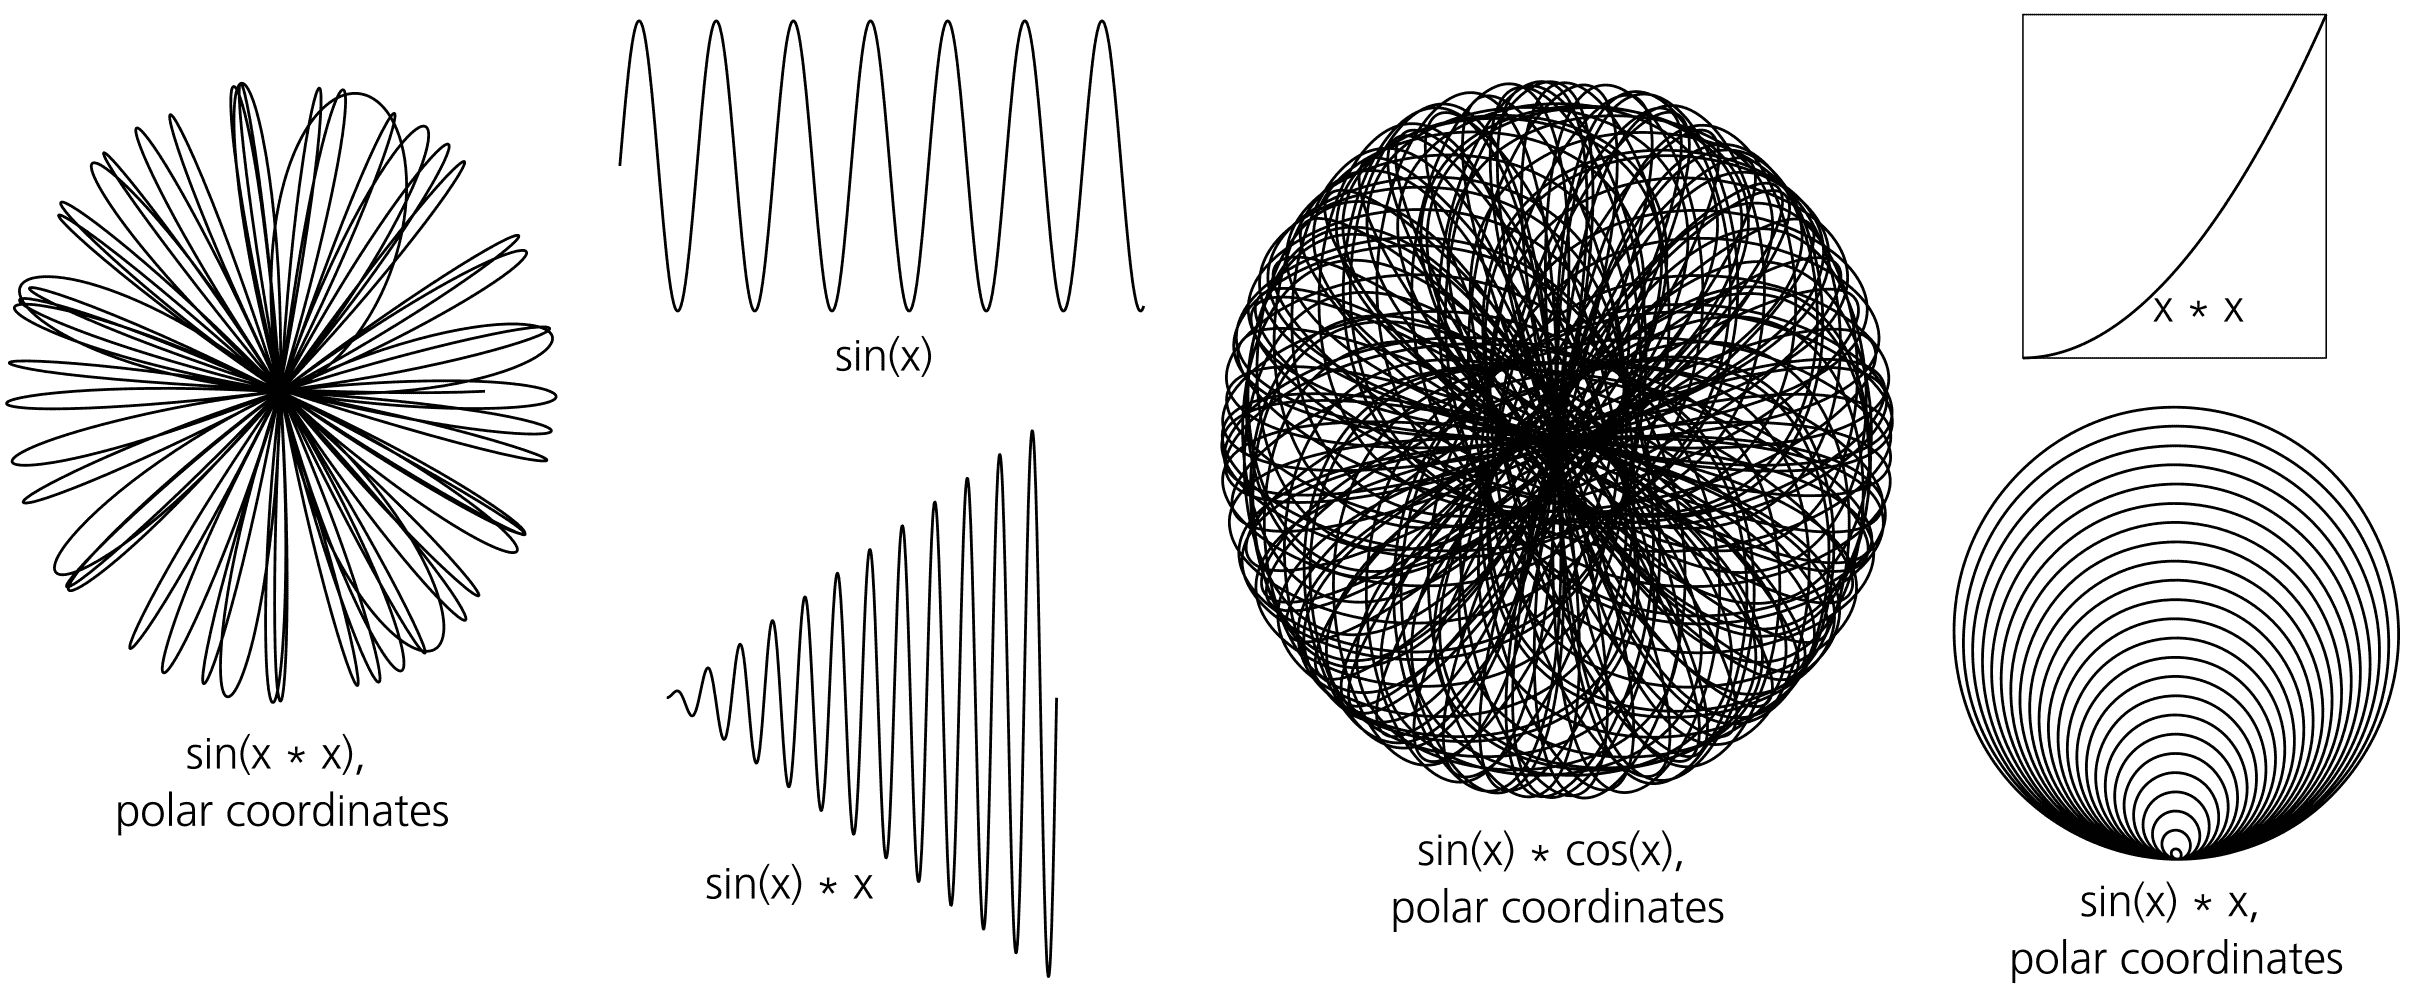 sin(x * x),
polar coordinates
sin(x)
sin(x) * x
sin(x) * cos(x),
polar coordinates
x * x
sin(x) * x,
polar coordinates